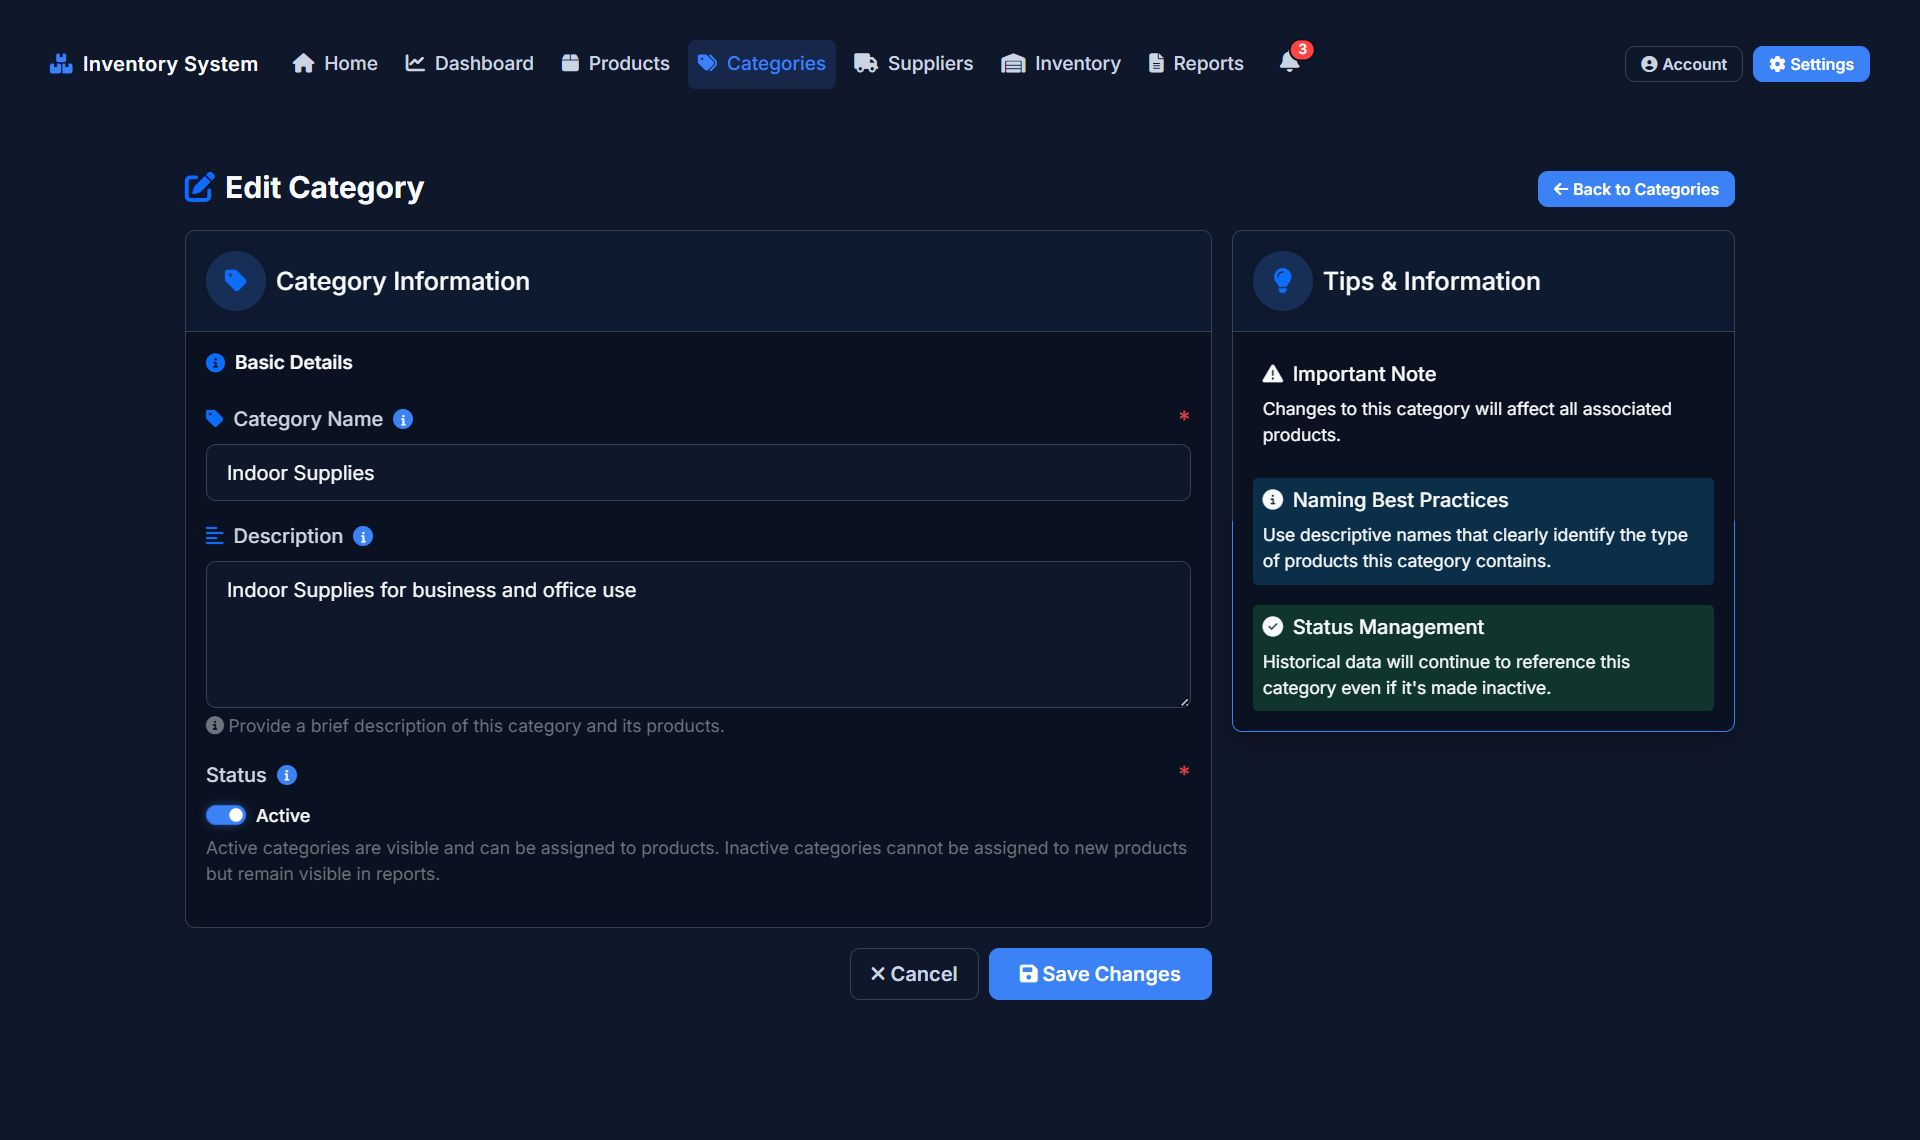 Inventory System
Home
Dashboard
Products
Categories
Suppliers
Inventory
Reports
3
Account
Settings
Edit Category
Back to Categories
Category Information
Basic Details
Category Name
*
Indoor Supplies
Description
Indoor Supplies for business and office use
Provide a brief description of this category and its products.
Status
*
Active
Active categories are visible and can be assigned to products. Inactive categories cannot be assigned to new products
but remain visible in reports.
Cancel
Save Changes
Tips & Information
Important Note
Changes to this category will affect all associated
products.
Naming Best Practices
Use descriptive names that clearly identify the type
of products this category contains.
Status Management
Historical data will continue to reference this
category even if it's made inactive.